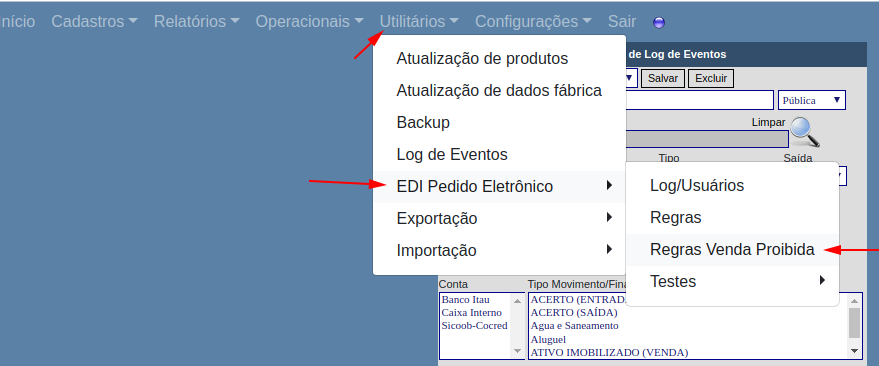 nício Cadastros Relatórios Operacionais Utilitários Configurações Sair
de Log de Eventos
Atualização de produtos
Salvar Excluir
Atualização de dados fábrica
Pública
Backup
Limpar
Log de Eventos
Tipo Saída
EDI Pedido Eletrônico
Log/Usuários
Exportação
Regras
Importação
Regras Venda Proibida
Testes
Conta Tipo Movimento/Fina
Banco Itau ACERTO (ENTRADA
Caixa Interno ACERTO (SAÍDA)
Sicoob-Cocred Agua e Saneamento
Aluguel
ATIVO IMOBILIZADO (VENDA)